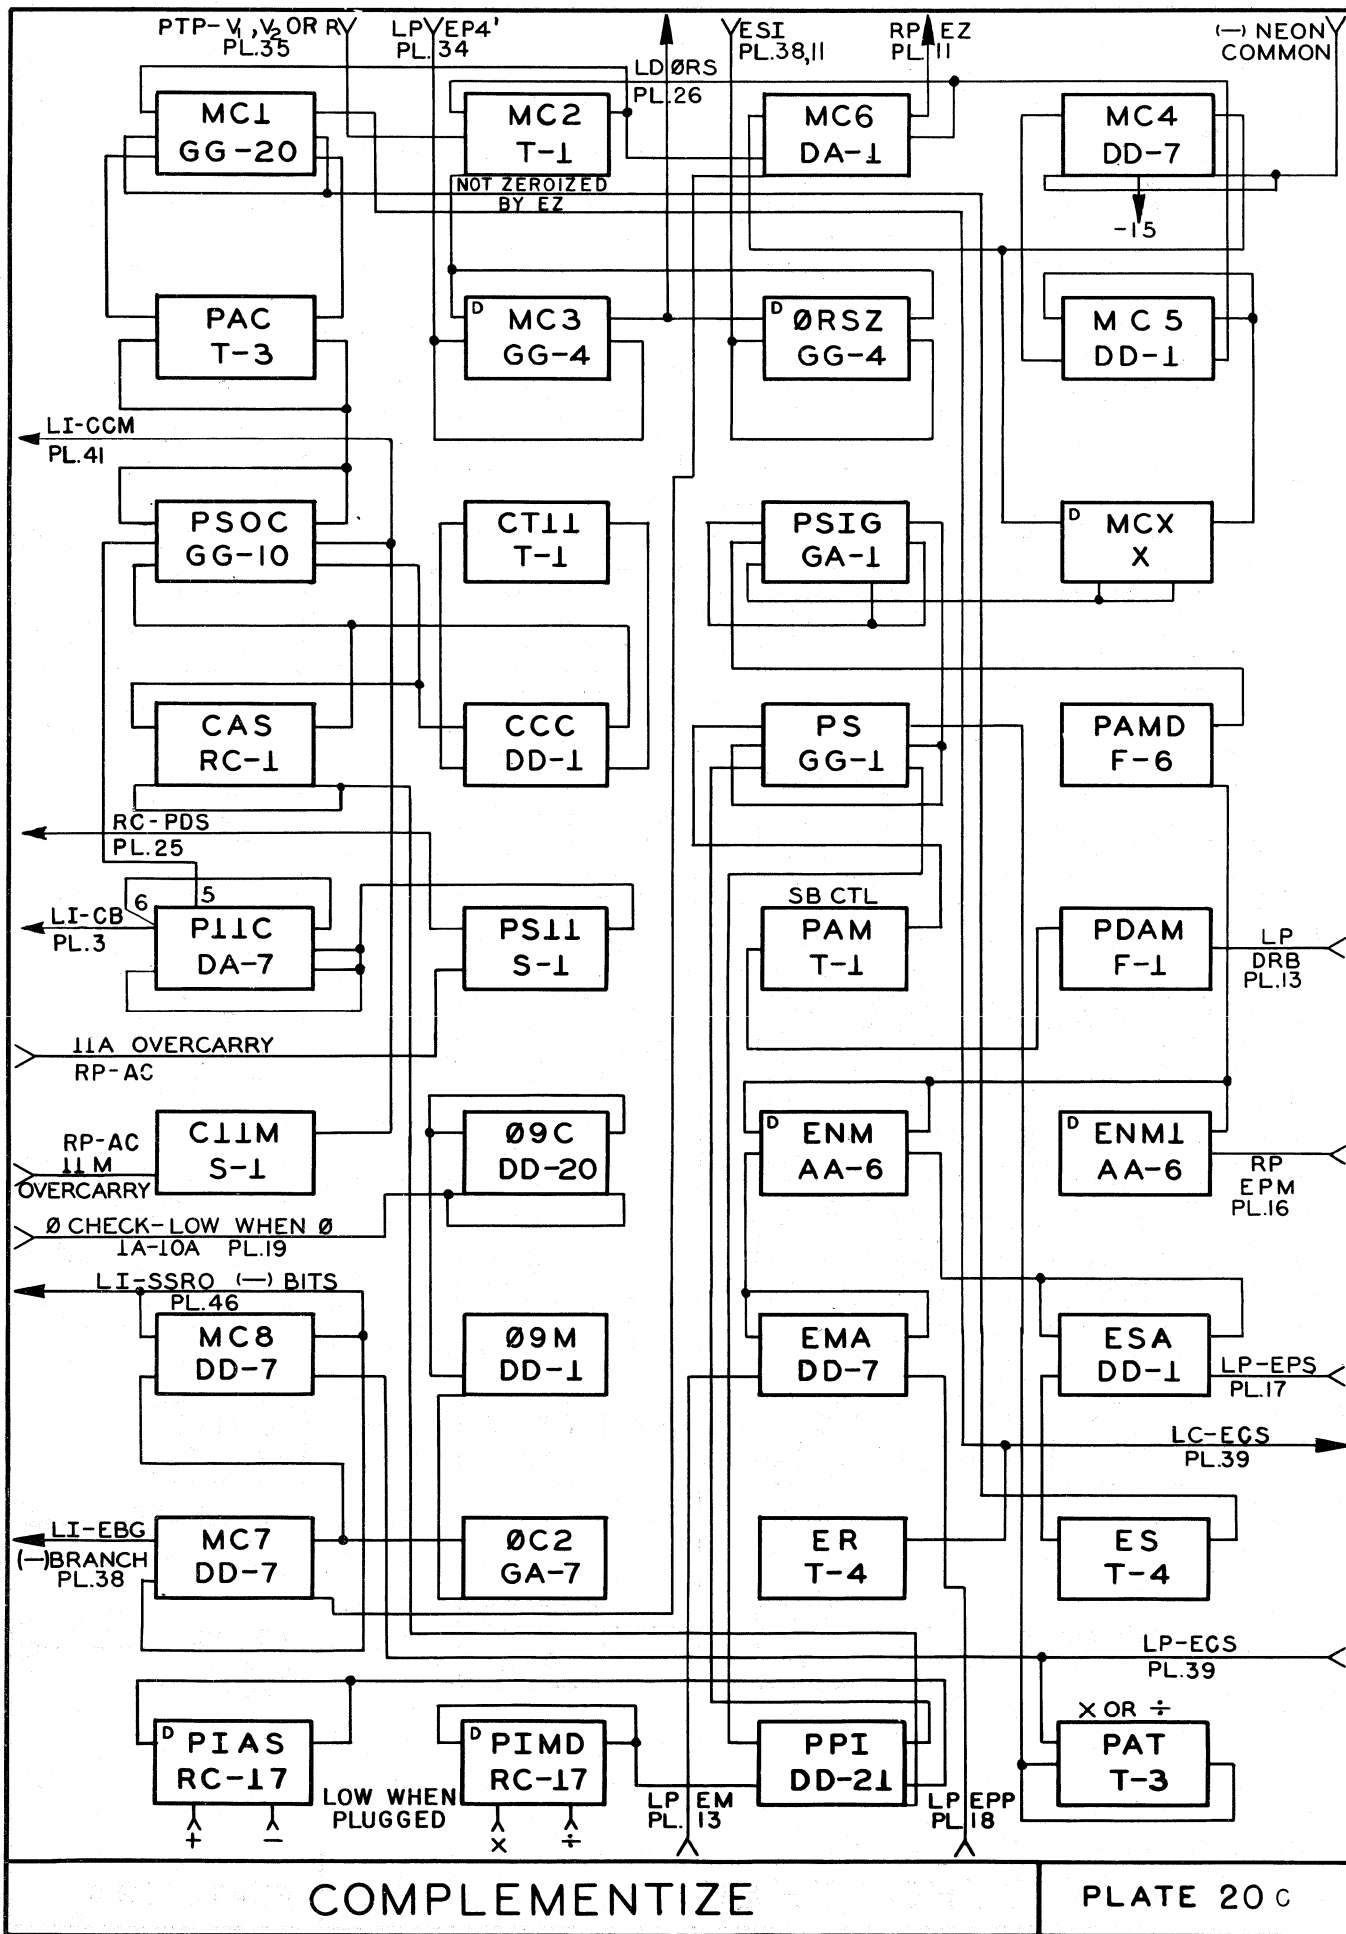 PTP-V1,V2 OR R
PL.35
LP EP4'
PL.34
LDØRS
PL.26
ESI
PL.38,11
RP EZ
PL.11
(—) NEON
COMMON
MC1
GG-20
MC2
T-1
MC6
DA-1
MC4
DD-7
NOT ZEROIZED
BY EZ
-15
PAC
T-3
D
MC3
GG-4
D
ØRSZ
GG-4
MC5
DD-1
LI-CCM
PL.41
PSOC
GG-10
CT11
T-1
PSIG
GA-1
D
MCX
X
CAS
RC-1
CCC
DD-1
PS
GG-1
PAMD
F-6
RC-PDS
PL.25
6
5
LI-CB
PL.3
P11C
DA-7
PS11
S-1
SB CTL
PAM
T-1
PDAM
F-1
LP
DRB
PL.13
11A OVERCARRY
RP-AC
RP-AC
11M
OVERCARRY
C11M
S-1
Ø9C
DD-20
D
ENM
AA-6
D
ENM1
AA-6
RP
EPM
PL.16
Ø CHECK-LOW WHEN Ø
1A-10A PL.19
LI-SSRO (—) BITS
PL.46
MC8
DD-7
Ø9M
DD-1
EMA
DD-7
ESA
DD-1
LP-EPS
PL.17
LC-ECS
PL.39
LI-EBG
(—)BRANCH
PL.38
MC7
DD-7
ØC2
GA-7
ER
T-4
ES
T-4
LP-ECS
PL.39
D
PIAS
RC-17
+
−
LOW WHEN
PLUGGED
D
PIMD
RC-17
×
÷
LP EM
PL. 13
PPI
DD-21
LP EPP
PL 18
X OR ÷
PAT
T-3
COMPLEMENTIZE
PLATE 20 C